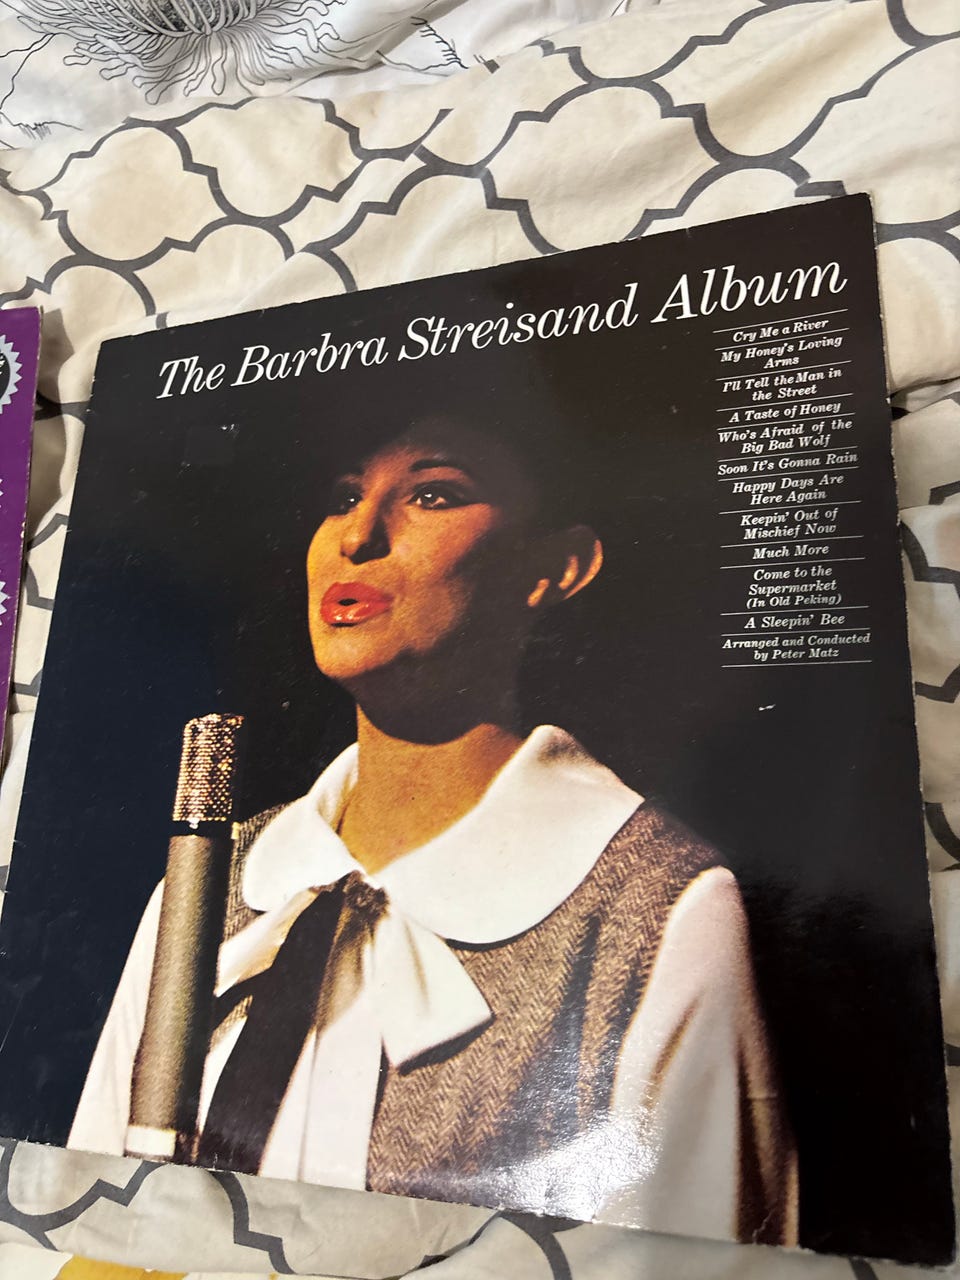 The Barbra Streisand Album
Cry Me a River
My Honey's Loving
Arms
I'll Tell the Man in
the Street
A Taste of Honey
Who's Afraid of the
Big Bad Wolf
Soon It's Gonna Rain
Happy Days Are
Here Again
Keepin' Out of
Mischief Now
Much More
Come to the
Supermarket
(In Old Peking)
A Sleepin' Bee
Arranged and Conducted
by Peter Matz